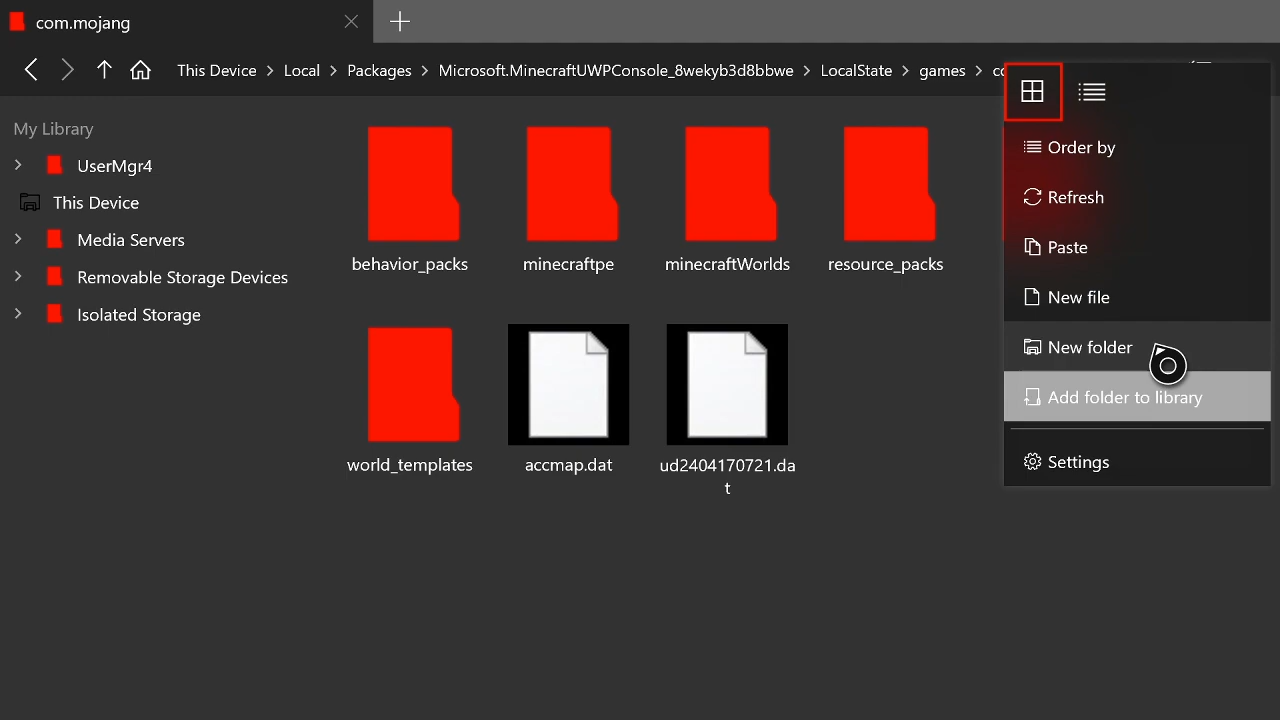 com.mojang
This Device > Local > Packages > Microsoft.MinecraftUWPConsole_8wekyb3d8bbwe > LocalState > games >
My Library
UserMgr4
This Device
Media Servers
Removable Storage Devices
Isolated Storage
behavior_packs
minecraftpe
minecraftWorlds
resource_packs
world_templates
accmap.dat
ud2404170721.da
t
Order by
Refresh
Paste
New file
New folder
Add folder to library
Settings